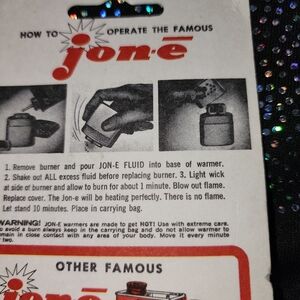 HOW TO OPERATE THE FAMOUS
jon-e
1. Remove burner and pour JON-E FLUID into base of warmer.
2. Shake out ALL excess fluid before replacing burner. 3. Light wick
at side of burner and allow to burn for about 1 minute. Blow out flame.
Replace cover. The Jon-e will be heating perfectly. There is no flame.
Let stand 10 minutes. Place in carrying bag.
WARNING! JON-E warmers are made to get HOT! Use with extreme care.
To avoid a burn always keep in the carrying bag and do not allow warmer to
remain in close contact with any area of your body. Move it every minute
or two.
OTHER FAMOUS
jon-e